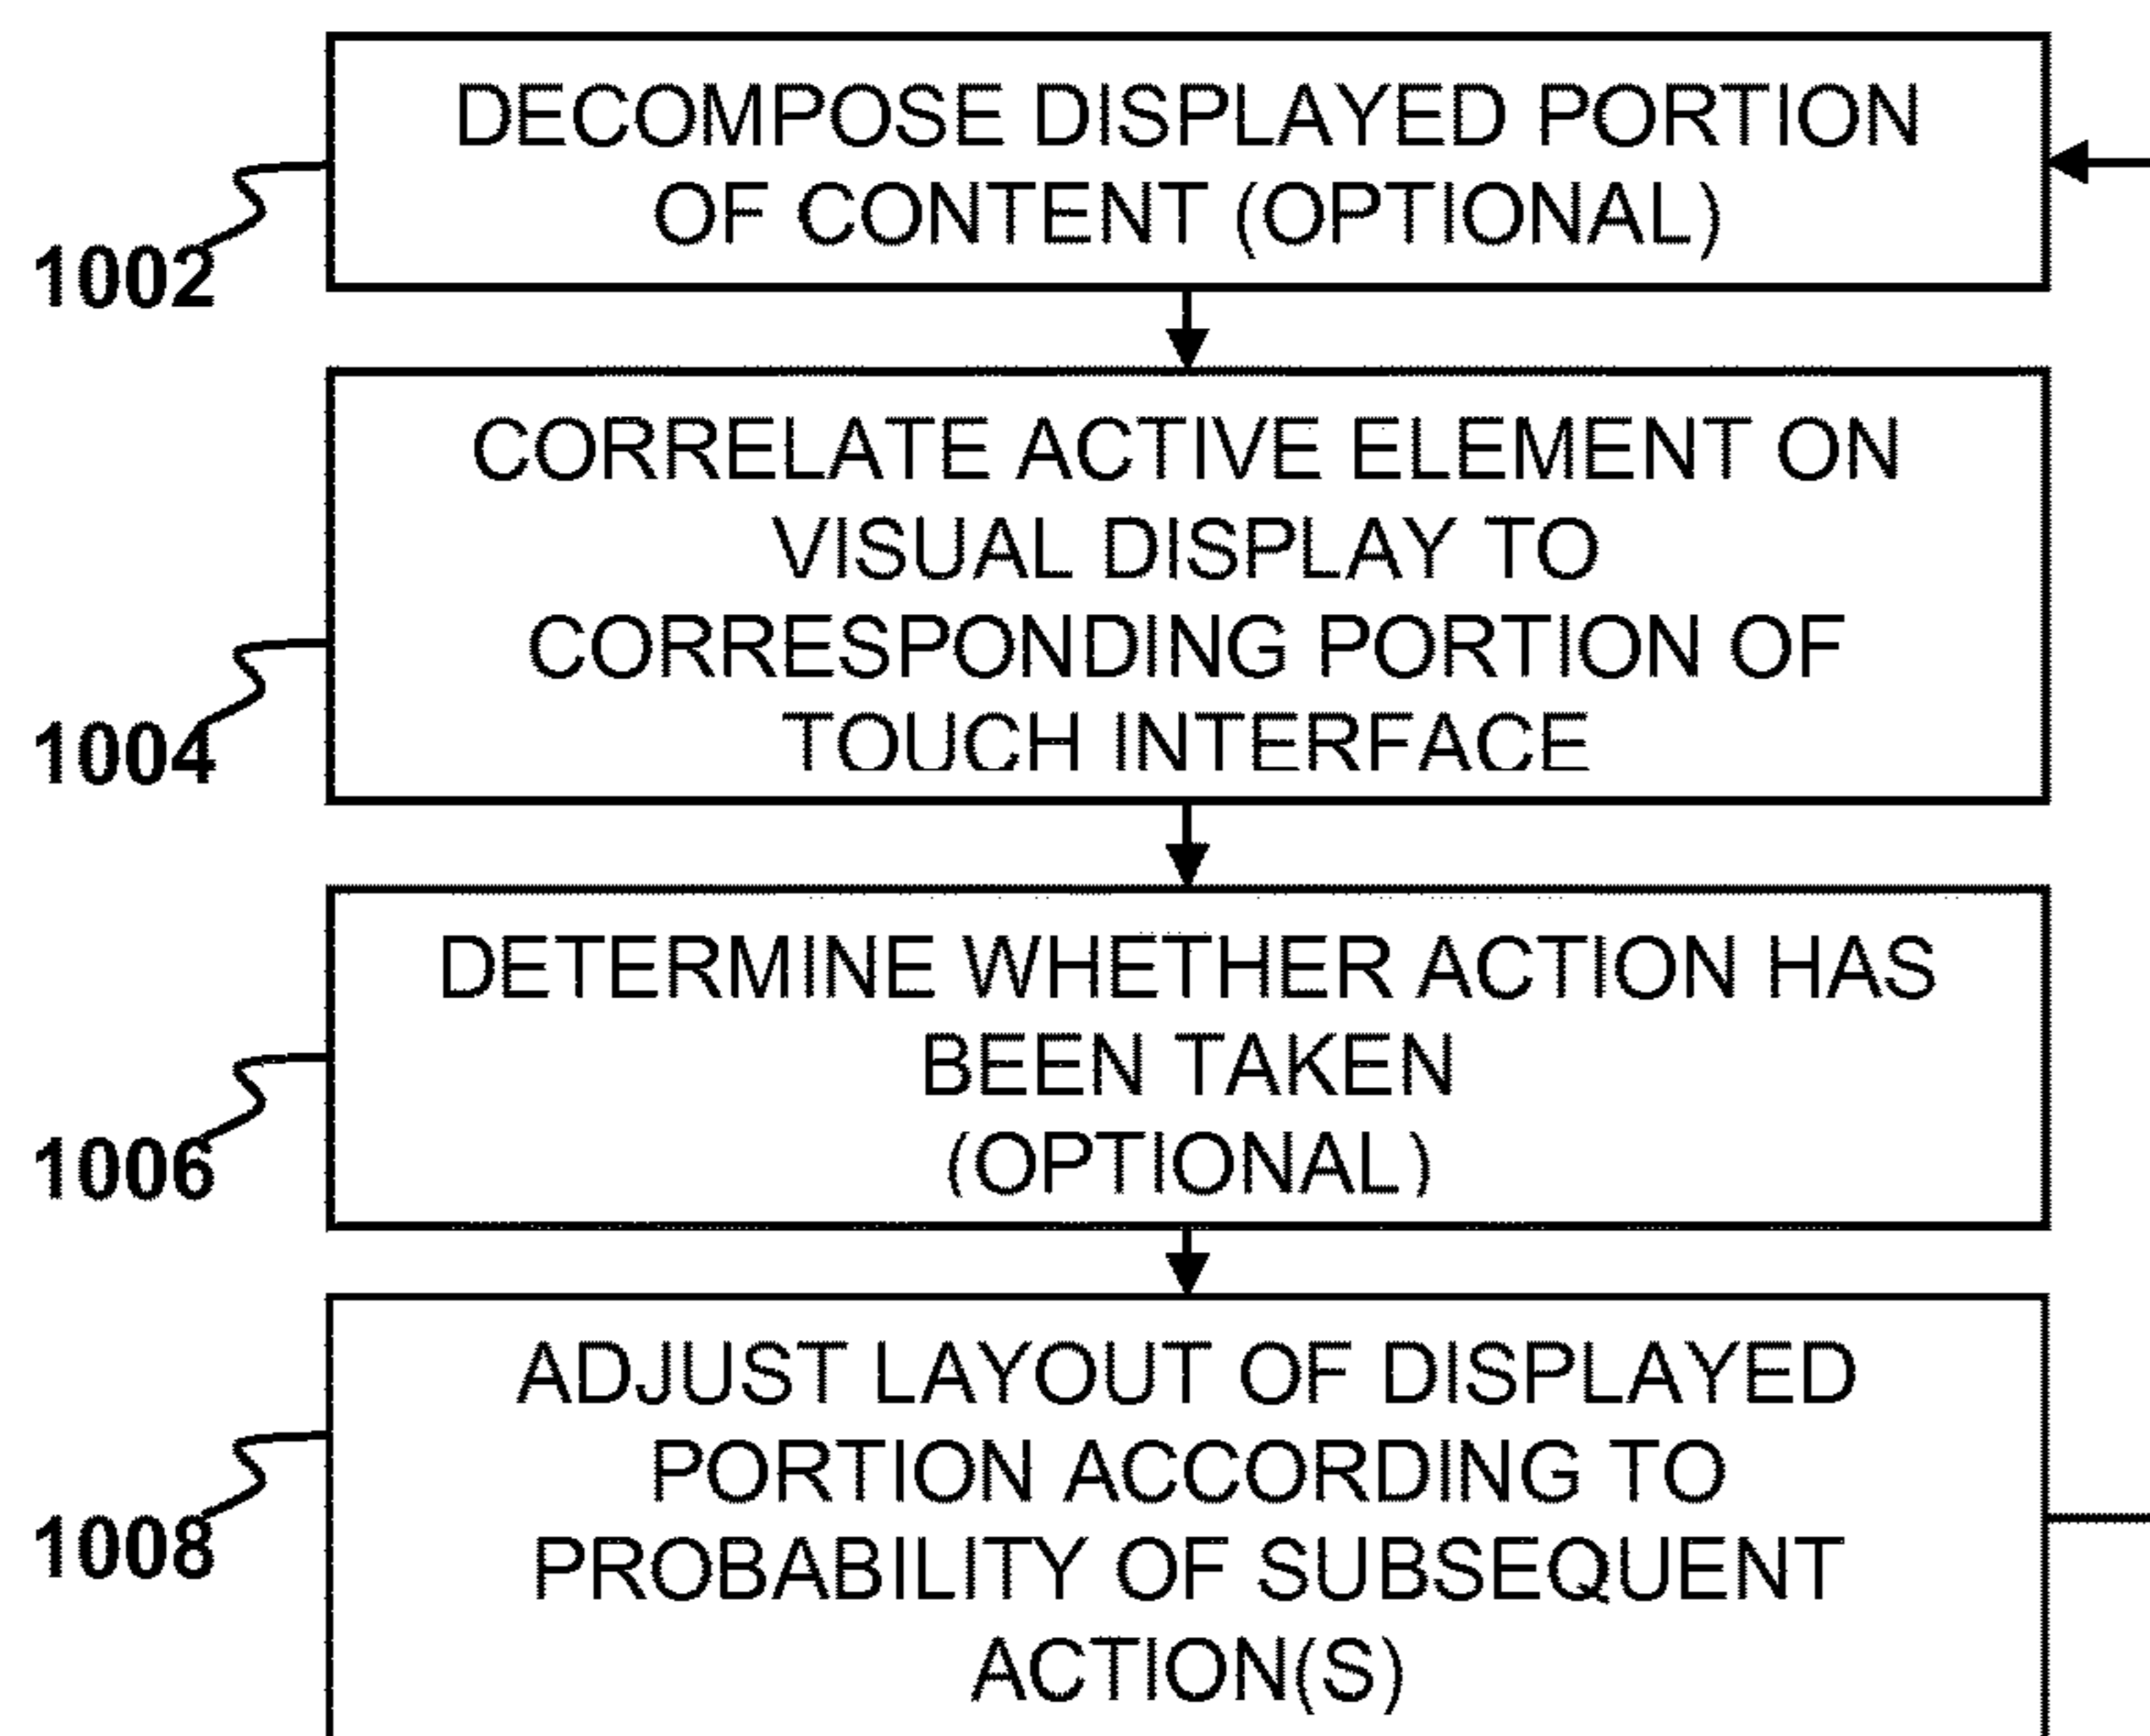 DECOMPOSE DISPLAYED PORTION
OF CONTENT (OPTIONAL)
1002
CORRELATE ACTIVE ELEMENT ON
VISUAL DISPLAY TO
CORRESPONDING PORTION OF
TOUCH INTERFACE
1004
DETERMINE WHETHER ACTION HAS
BEEN TAKEN
(OPTIONAL)
1006
ADJUST LAYOUT OF DISPLAYED
PORTION ACCORDING TO
PROBABILITY OF SUBSEQUENT
ACTION(S)
1008